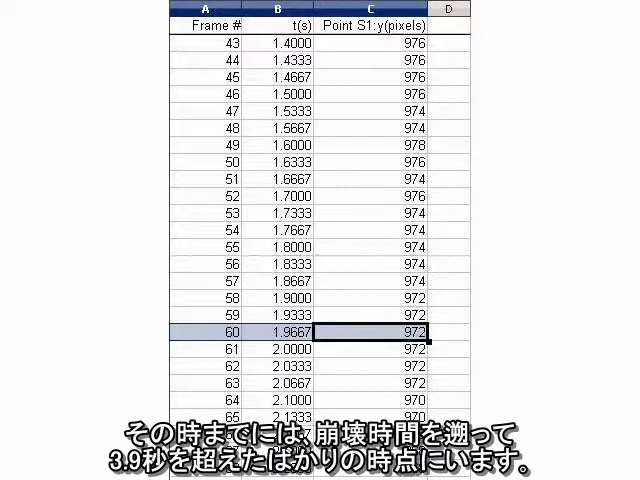 A B C D
Frame # t(s) Point S1:y(pixels)
43 1.4000 976
44 1.4333 976
45 1.4667 976
46 1.5000 976
47 1.5333 974
48 1.5667 974
49 1.6000 978
50 1.6333 976
51 1.6667 974
52 1.7000 976
53 1.7334 974
54 1.7667 974
55 1.8000 974
56 1.8334 974
57 1.8667 974
58 1.9000 972
59 1.9333 972
60 1.9667 972
61 2.0000 972
62 2.0333 972
63 2.0667 972
64 2.1000 970
65 2.1333 970
その時までには、崩壊時間を遡って
3.9秒を超えたばかりの時点にいます。